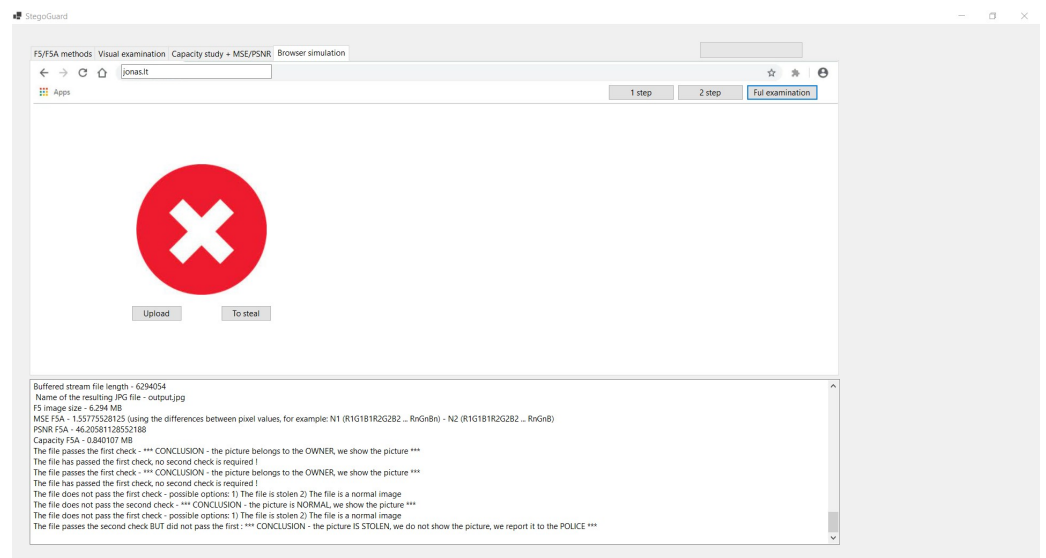 StegoGuard
F5/F5A methods Visual examination Capacity study + MSE/PSNR Browser simulation
jonas.lt
Apps
1 step 2 step Ful examination
Upload To steal
Buffered stream file length - 6294054
Name of the resulting JPG file - output.jpg
F5 image size - 6.294 MB
MSE F5A - 1.55775528125 (using the differences between pixel values, for example: N1 (R1G1B1R2G2B2 ... RnGnBn) - N2 (R1G1B1R2G2B2 ... RnGnB)
PSNR F5A - 46.20581128552188
Capacity F5A - 0.840107 MB
The file passes the first check - *** CONCLUSION - the picture belongs to the OWNER, we show the picture ***
The file has passed the first check, no second check is required !
The file passes the first check - *** CONCLUSION - the picture belongs to the OWNER, we show the picture ***
The file has passed the first check, no second check is required !
The file does not pass the first check - possible options: 1) The file is stolen 2) The file is a normal image
The file does not pass the second check - *** CONCLUSION - the picture is NORMAL, we show the picture ***
The file does not pass the first check - possible options: 1) The file is stolen 2) The file is a normal image
The file passes the second check BUT did not pass the first : *** CONCLUSION - the picture IS STOLEN, we do not show the picture, we report it to the POLICE ***